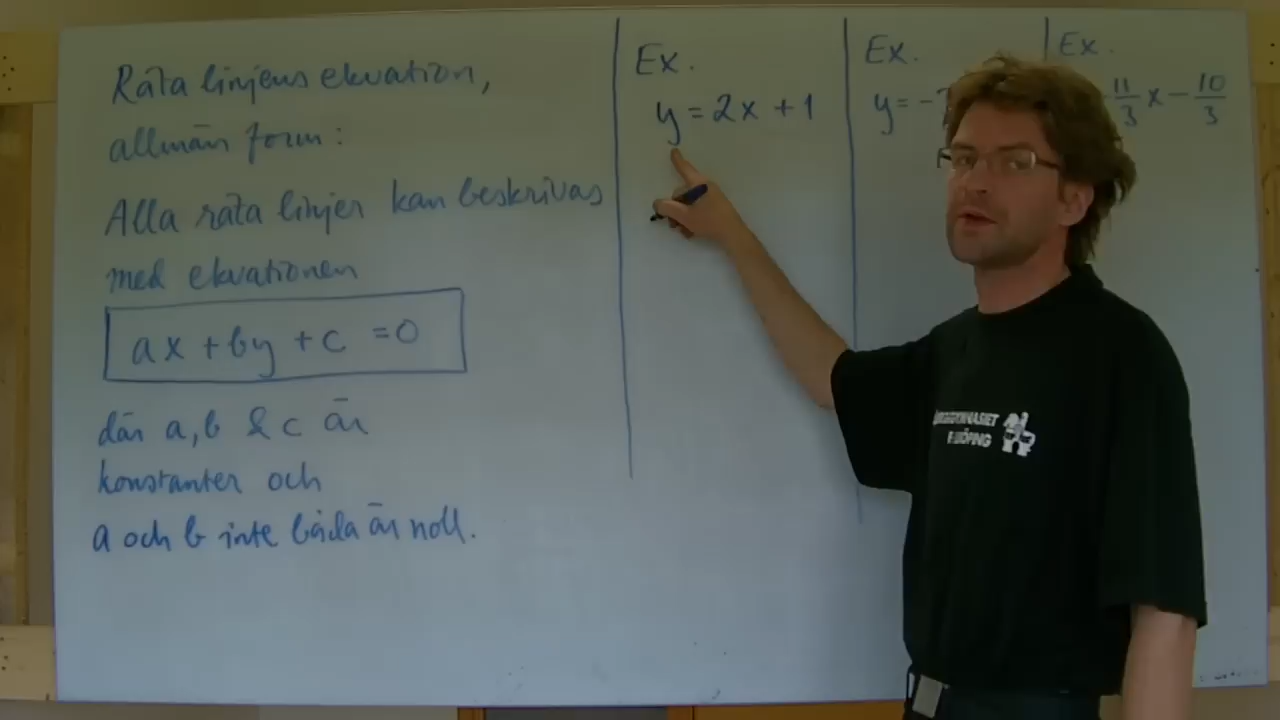 Räta linjens ekvation,
allmän form:
Alla räta linjer kan beskrivas
med ekvationen
ax + by + c = 0
där a, b & c är
konstanter och
a och b inte båda är noll.
Ex.
y = 2x + 1
Ex.
y = -
Ex.
11/3 x - 10/3